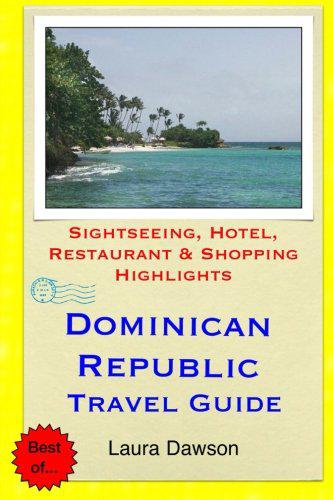 Sightseeing, Hotel,
Restaurant & Shopping
Highlights
Dominican
Republic
Travel Guide
Best
of...
Laura Dawson